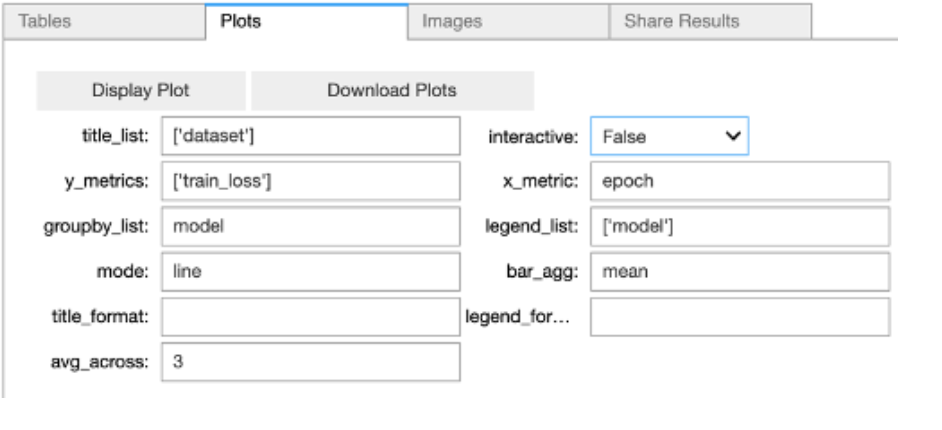 Tables Plots Images Share Results
Display Plot Download Plots
title_list: ['dataset'] interactive: False
y_metrics: ['train_loss'] x_metric: epoch
groupby_list: model legend_list: ['model']
mode: line bar_agg: mean
title_format: legend_for...
avg_across: 3